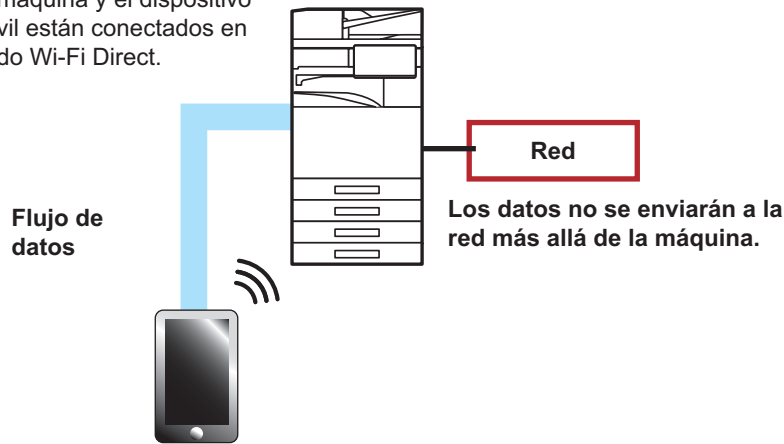 máquina y el dispositivo
vil están conectados en
do Wi-Fi Direct.
Red
Flujo de
datos
Los datos no se enviarán a la
red más allá de la máquina.